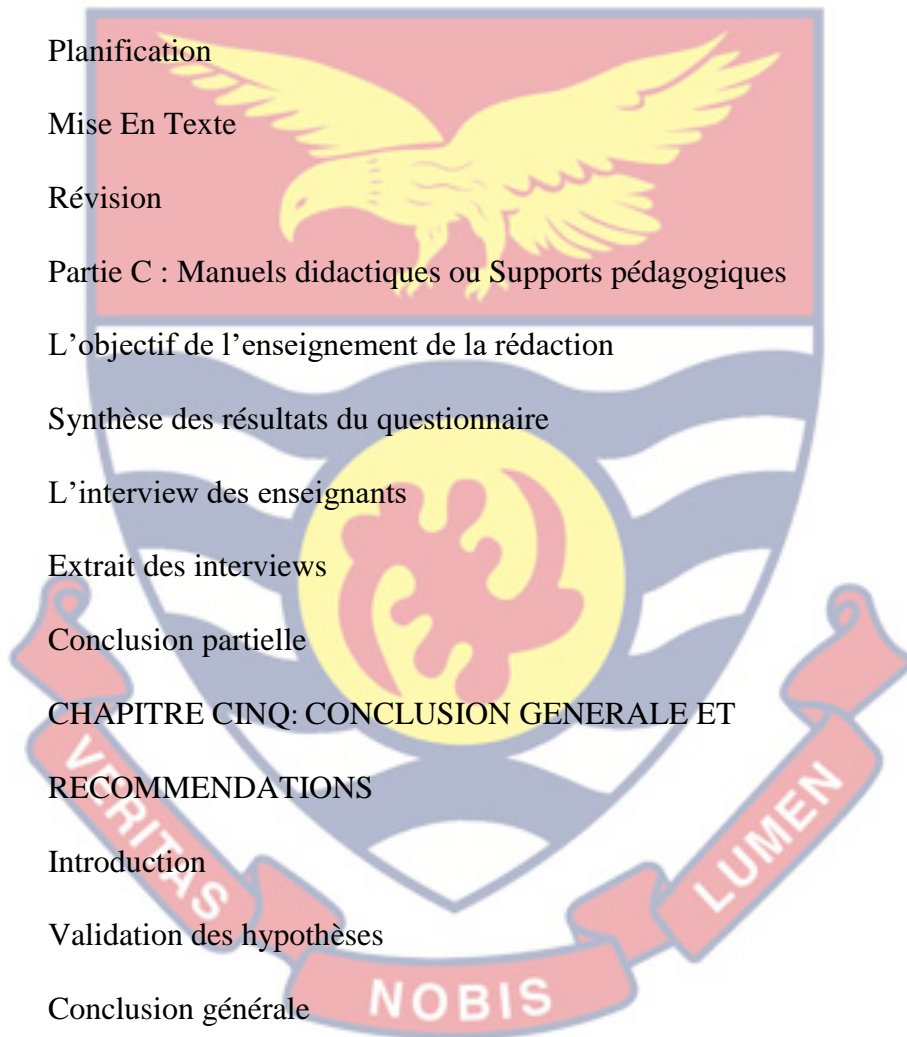 Planification
Mise En Texte
Révision
Partie C : Manuels didactiques ou Supports pédagogiques
L’objectif de l’enseignement de la rédaction
Synthèse des résultats du questionnaire
L’interview des enseignants
Extrait des interviews
Conclusion partielle
CHAPITRE CINQ: CONCLUSION GENERALE ET
RECOMMENDATIONS
Introduction
Validation des hypothèses
Conclusion générale
VERITAS
NOBIS
LUMEN